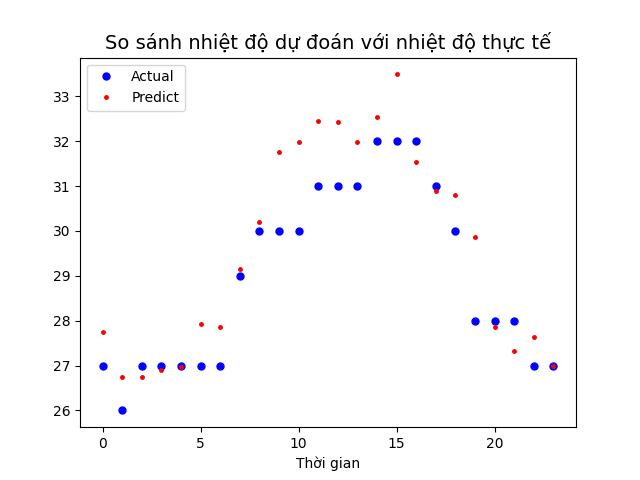 So sánh nhiệt độ dự đoán với nhiệt độ thực tế
Actual
Predict
33
32
31
30
29
28
27
26
0 5 10 15 20
Thời gian